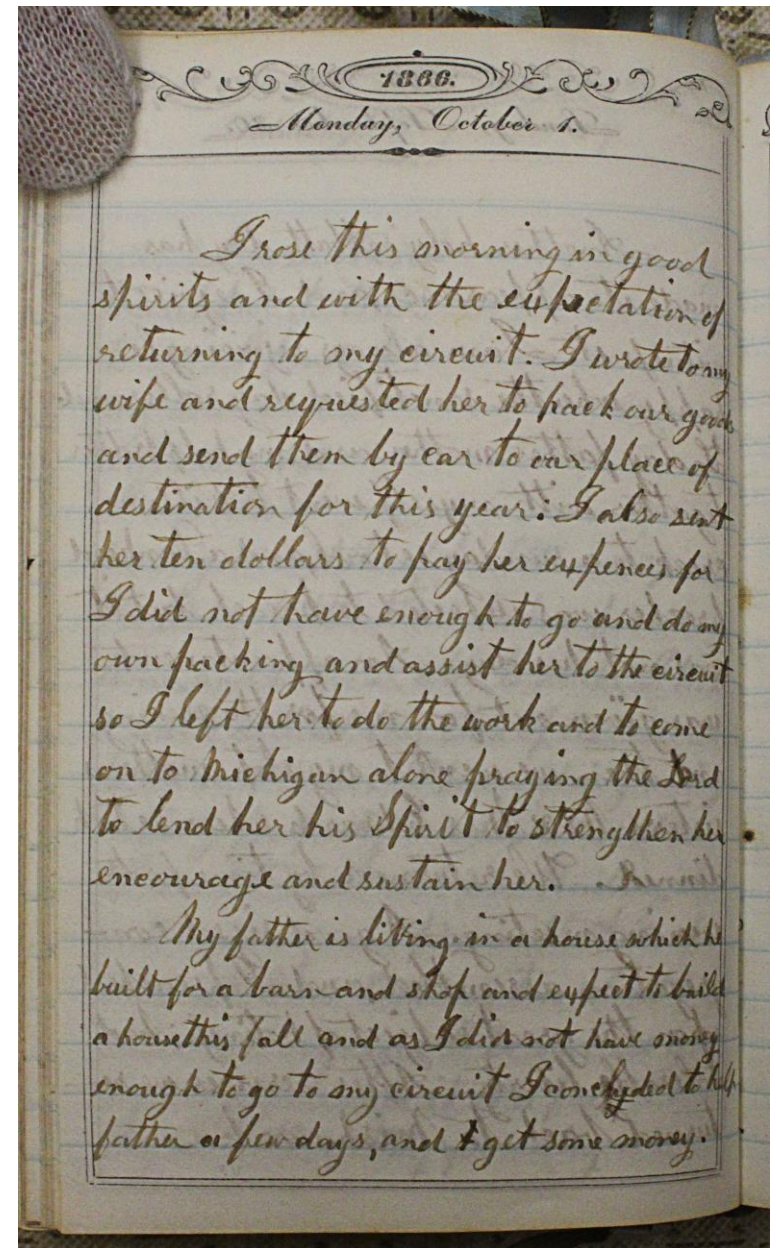 1866.
Monday, October 1.
I rose this morning in good
spirits and with the expectation of
returning to my circuit. I wrote to my
wife and requested her to pack our goods
and send them by car to our place of
destination for this year: I also sent
her ten dollars to pay her expences for
I did not have enough to go and do my
own packing and assist her to the circuit
so I left her to do the work and to come
on to Michigan alone praying the Lord
to lend her his Spirit to strengthen her
encourage and sustain her.
My father is living in a house which he
built for a barn and shop and expect to build
a house this fall and as I did not have money
enough to go to my circuit I concluded to help
father a few days, and get some money.